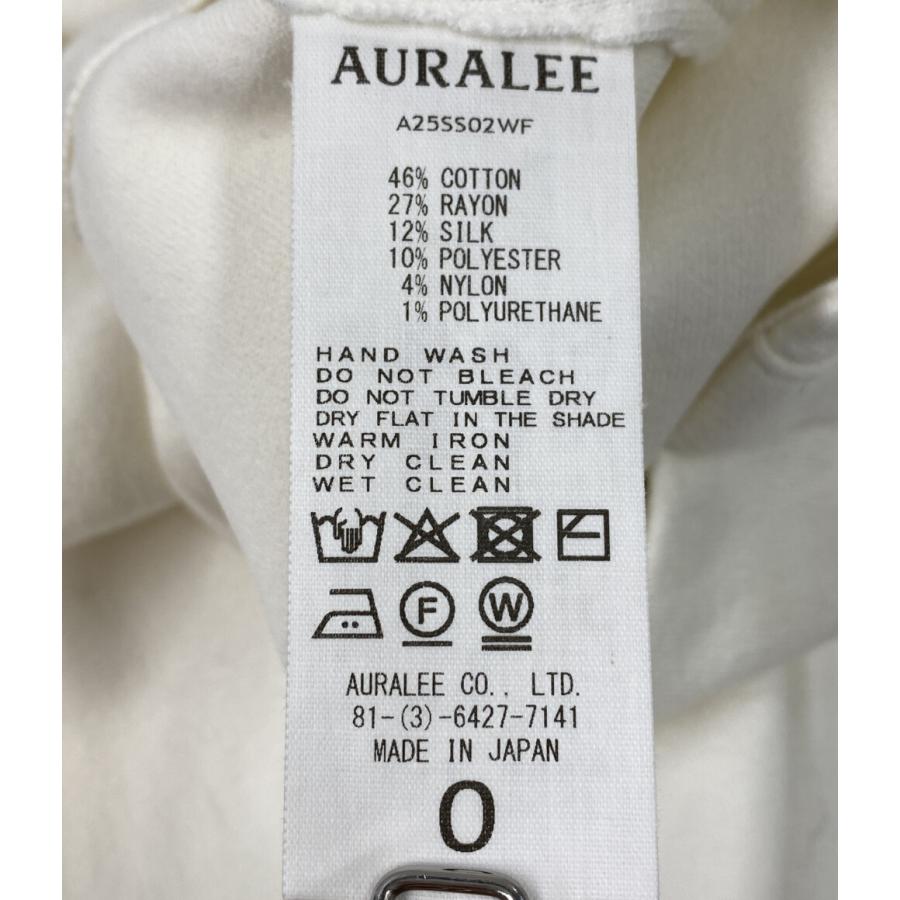 AURALEE
A25SS02WF
46% COTTON
27% RAYON
12% SILK
10% POLYESTER
4% NYLON
1% POLYURETHANE
HAND WASH
DO NOT BLEACH
DO NOT TUMBLE DRY
DRY FLAT IN THE SHADE
WARM IRON
DRY CLEAN
WET CLEAN
F W
AURALEE CO., LTD.
81-(3)-6427-7141
MADE IN JAPAN
0